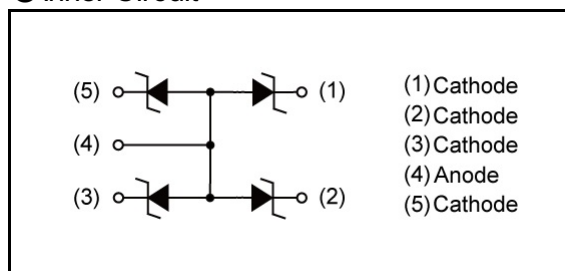 Inner Circuit
(5)
(1)
(4)
(3)
(2)
(1)Cathode
(2)Cathode
(3)Cathode
(4)Anode
(5)Cathode